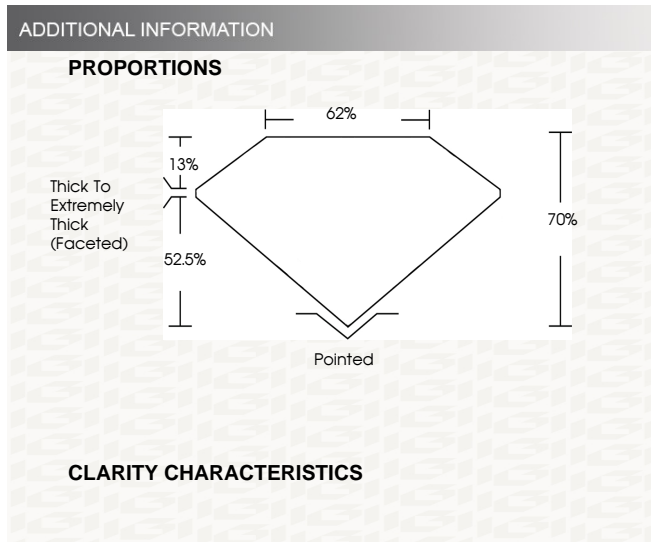 ADDITIONAL INFORMATION
PROPORTIONS
62%
13%
Thick To
Extremely
Thick
(Faceted)
70%
52.5%
Pointed
CLARITY CHARACTERISTICS